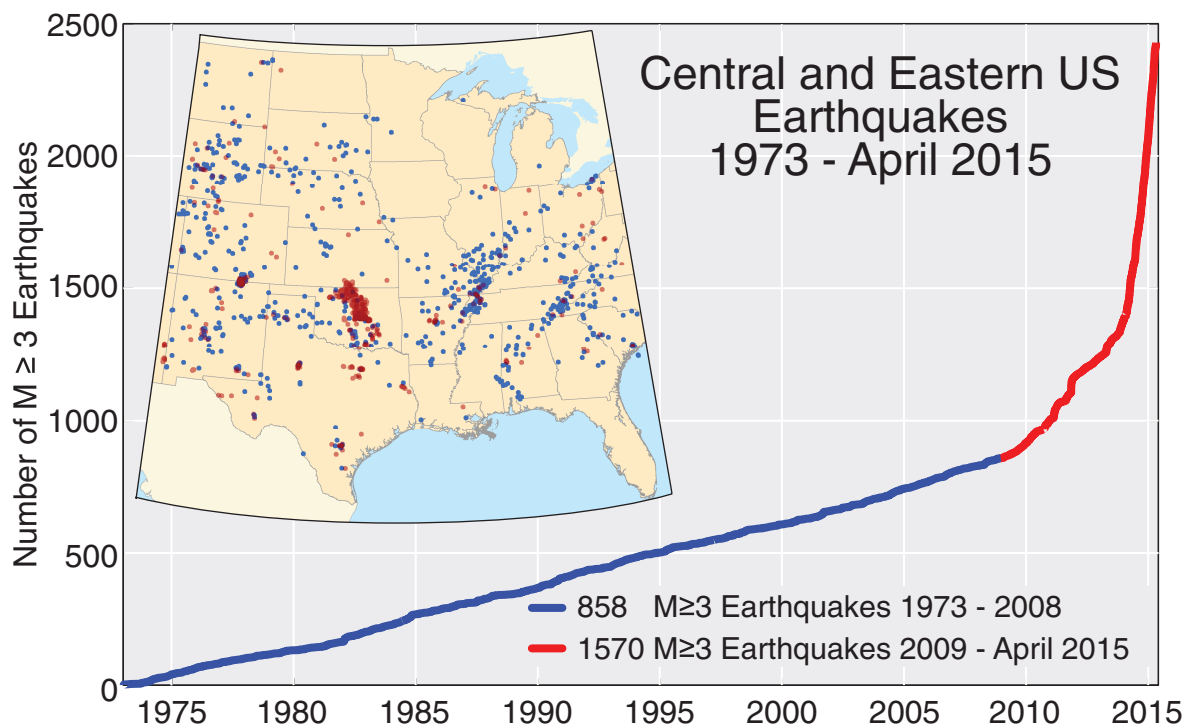 Central and Eastern US
Earthquakes
1973 - April 2015
Number of M ≥ 3 Earthquakes
2500
2000
1500
1000
500
0
858 M≥3 Earthquakes 1973 - 2008
1570 M≥3 Earthquakes 2009 - April 2015
1975 1980 1985 1990 1995 2000 2005 2010 2015